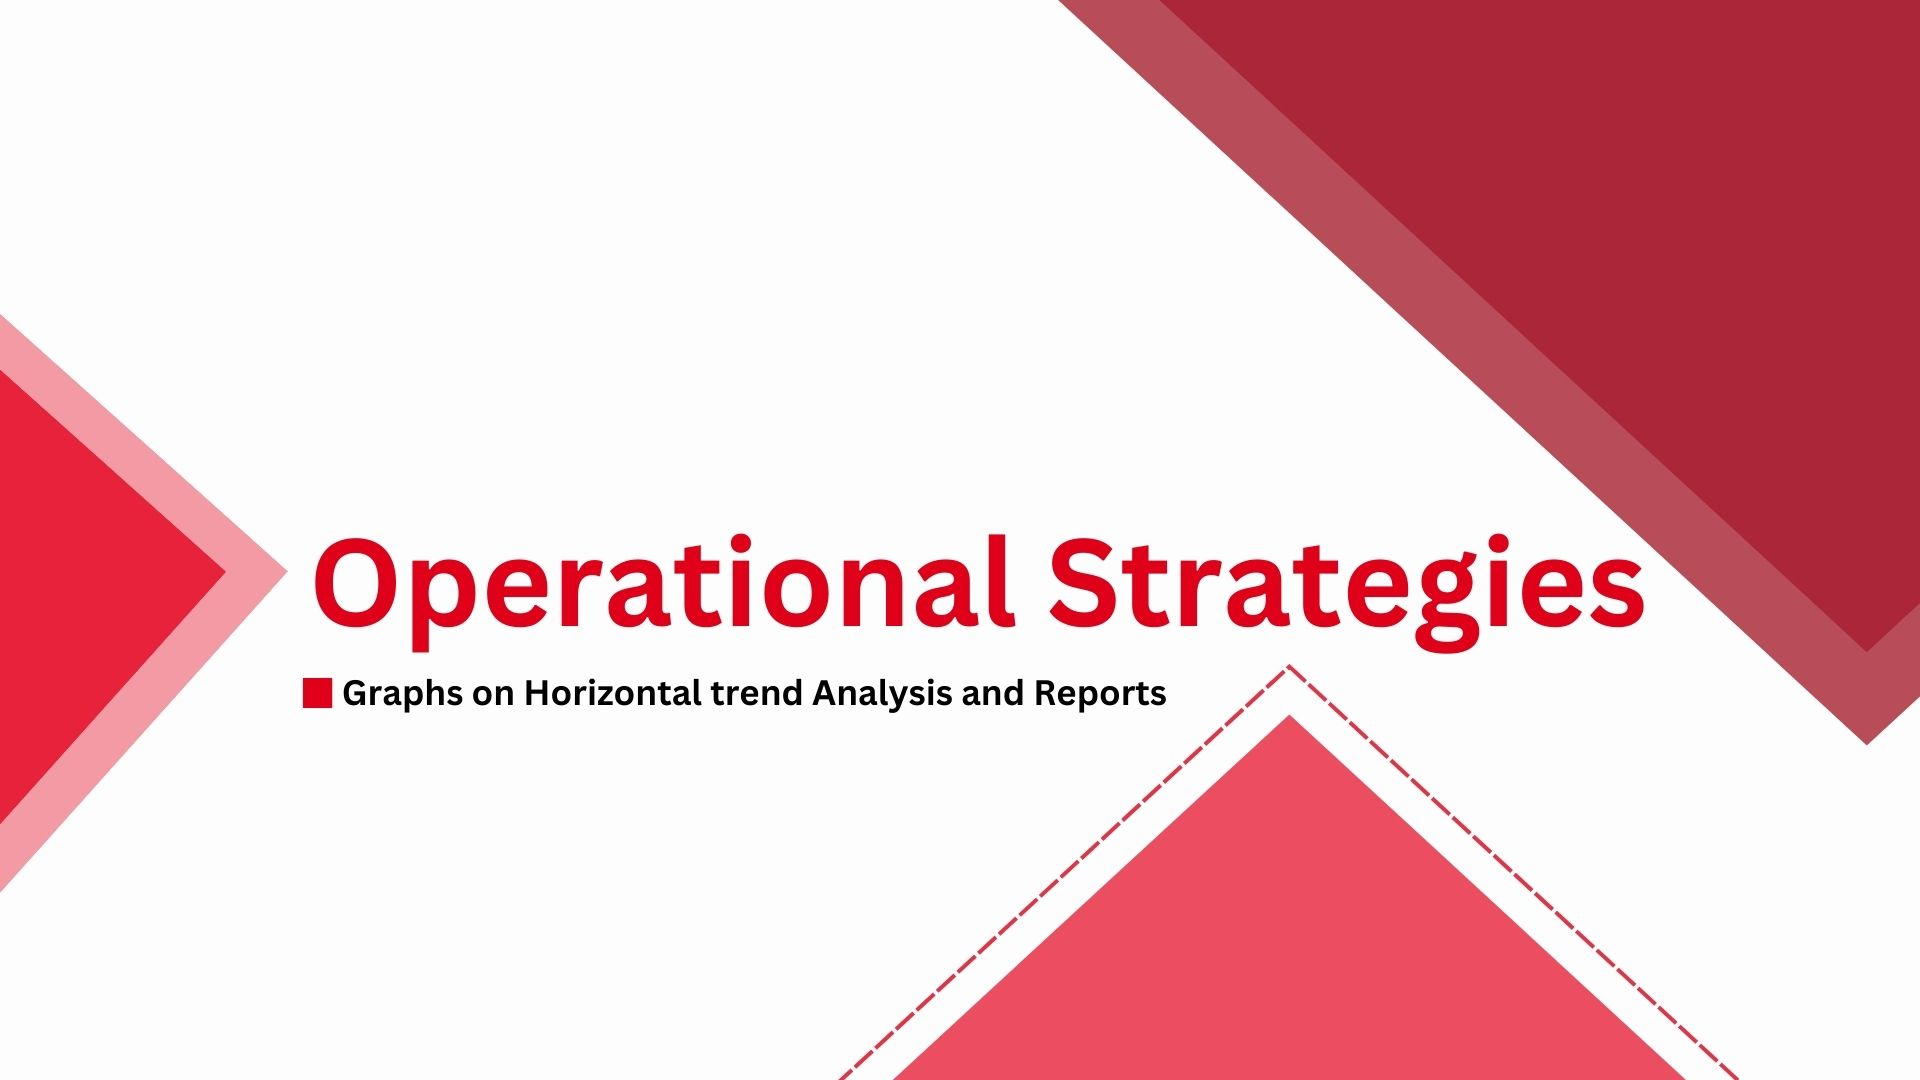 Operational Strategies
Graphs on Horizontal trend Analysis and Reports